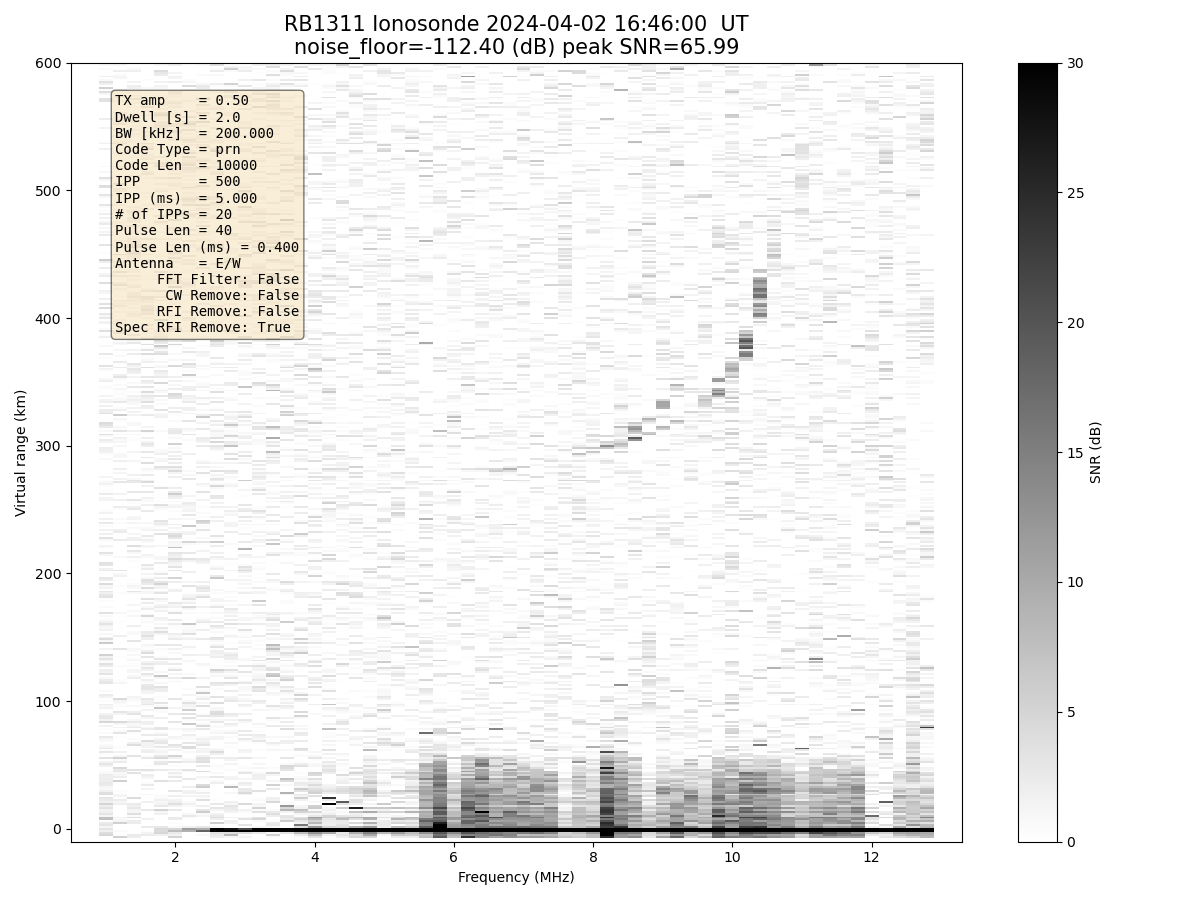 RB1311 Ionosonde 2024-04-02 16:46:00  UT
noise_floor=-112.40 (dB) peak SNR=65.99
TX amp    = 0.50
Dwell [s] = 2.0
BW [kHz]  = 200.000
Code Type = prn
Code Len  = 10000
IPP       = 500
IPP (ms)  = 5.000
# of IPPs = 20
Pulse Len = 40
Pulse Len (ms) = 0.400
Antenna   = E/W
FFT Filter: False
CW Remove: False
RFI Remove: False
Spec RFI Remove: True
Virtual range (km)
600
500
400
300
200
100
0
2 4 6 8 10 12
Frequency (MHz)
30
25
20
15
10
5
0
SNR (dB)